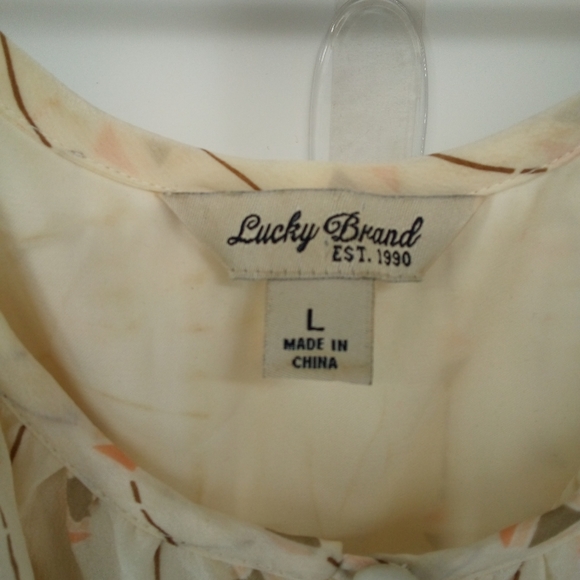 Lucky Brand
EST. 1990
L
MADE IN
CHINA